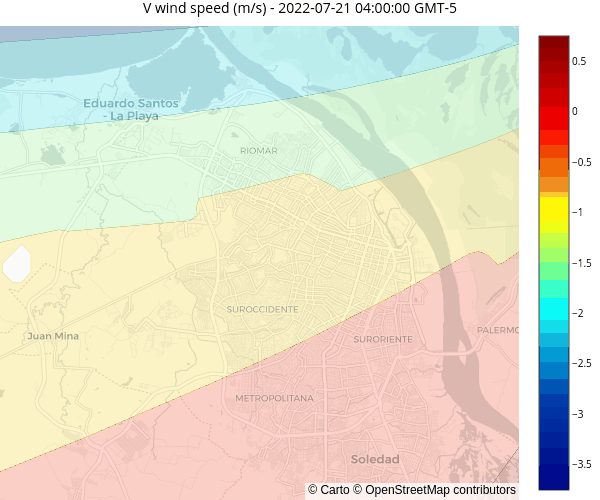 V wind speed (m/s) - 2022-07-21 04:00:00 GMT-5
0.5
0
−0.5
−1
−1.5
−2
−2.5
−3
−3.5
Eduardo Santos
- La Playa
RIOMAR
SUROCCIDENTE
Juan Mina
SURORIENTE
PALERMO
METROPOLITANA
Soledad
© Carto © OpenStreetMap contributors